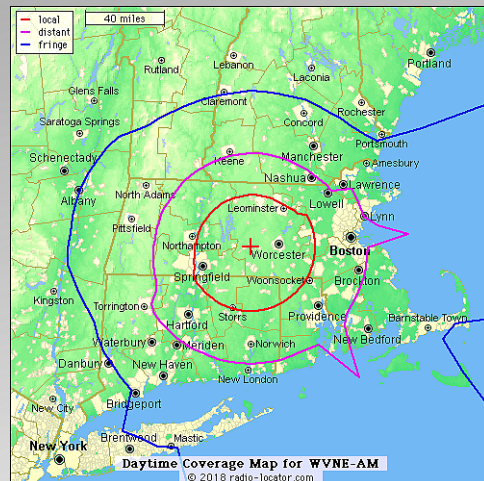 local
distant
fringe
40 miles
Portland
Rutland
Lebanon
Laconia
Glens Falls
Claremont
Rochester
Saratoga Springs
Concord
Portsmouth
Schenectady
Keene
Manchester
Amesbury
Nashua
Lawrence
Albany
North Adams
Lowell
Leominster
Lynn
Pittsfield
Northampton
Worcester
Boston
Springfield
Woonsocket
Brockton
Kingston
Torrington
Storrs
Providence
Barnstable Town
Hartford
New Bedford
Waterbury
Meriden
Norwich
Danbury
New Haven
New London
New City
Bridgeport
New York
Brentwood
Mastic
Daytime Coverage Map for WVNE-AM
© 2018 radio-locator.com